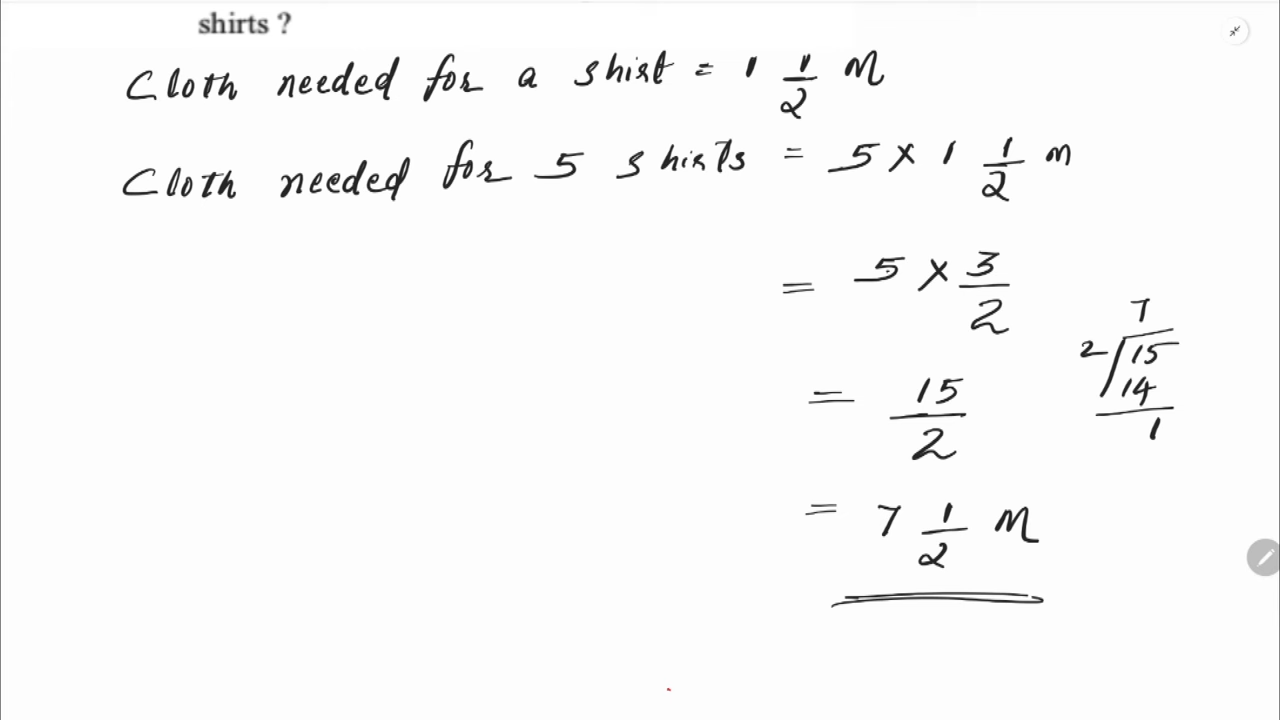 shirts ?
Cloth needed for a shirt = 1 1/2 m
Cloth needed for 5 shirts = 5 × 1 1/2 m
= 5 × 3/2
= 15/2
= 7 1/2 m
7
2 15
14
1